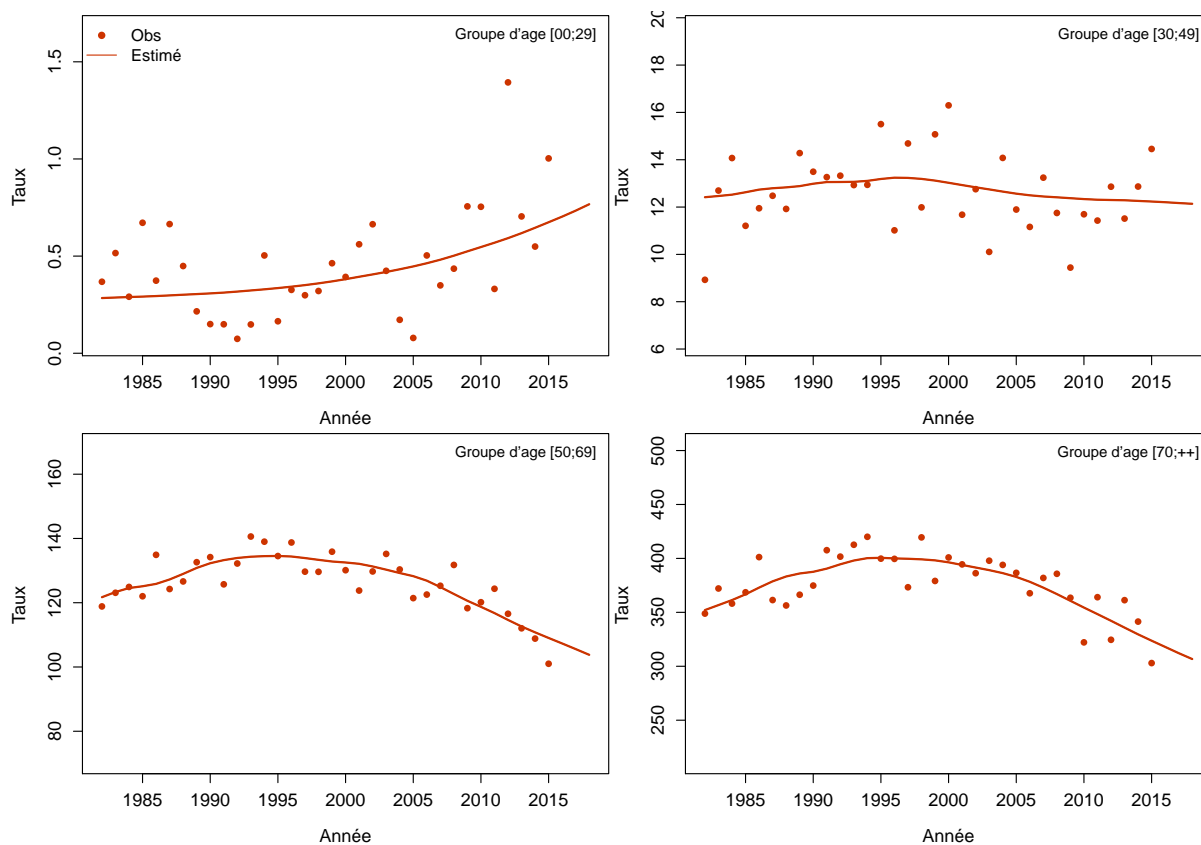 Obs
Estimé
Groupe d'age [00;29]
Taux
0.0
0.5
1.0
1.5
1985 1990 1995 2000 2005 2010 2015
Année
Groupe d'age [30;49]
Taux
6
8
10
12
14
16
18
20
1985 1990 1995 2000 2005 2010 2015
Année
Groupe d'age [50;69]
Taux
80
100
120
140
160
1985 1990 1995 2000 2005 2010 2015
Année
Groupe d'age [70;++]
Taux
250
300
350
400
450
500
1985 1990 1995 2000 2005 2010 2015
Année